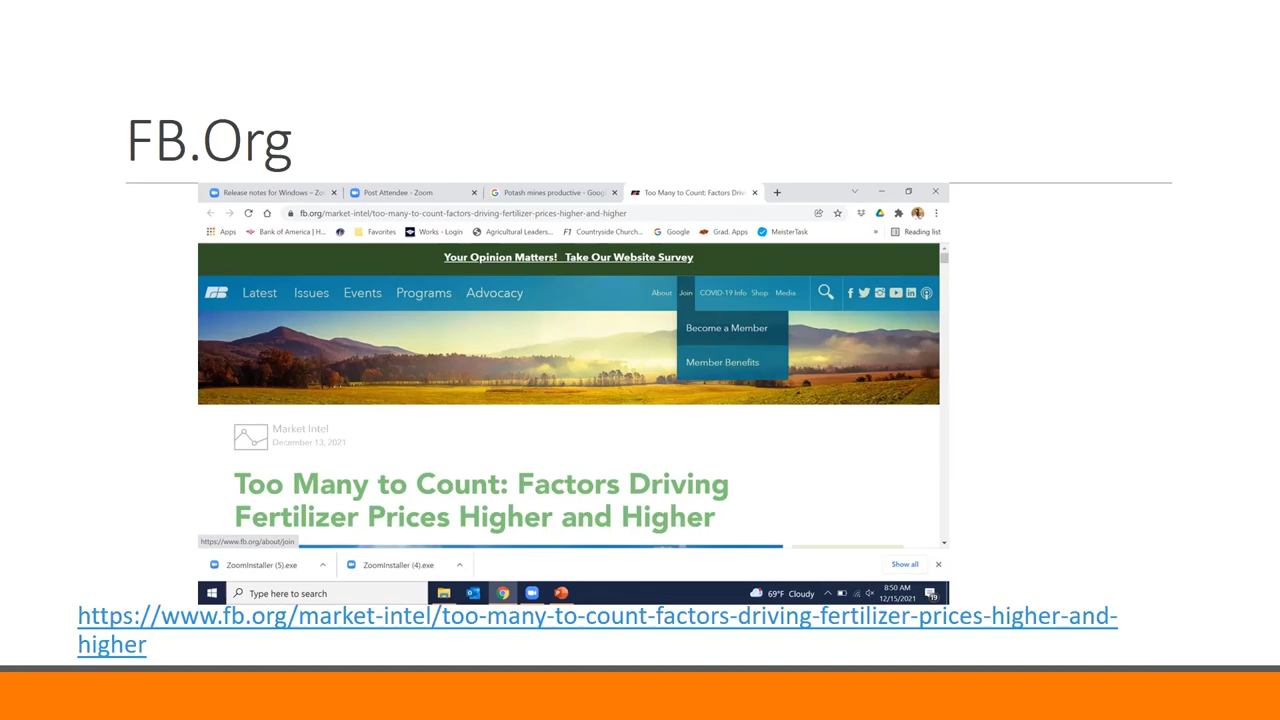 FB.Org
Release notes for Windows – Zo
Post Attendee - Zoom
Potash mines productive - Goog
Too Many to Count: Factors Driv
fb.org/market-intel/too-many-to-count-factors-driving-fertilizer-prices-higher-and-higher
Apps
Bank of America | H...
Favorites
Works - Login
Agricultural Leaders...
F1 Countryside Church...
Google
Grad. Apps
MeisterTask
»
Reading list
Your Opinion Matters! Take Our Website Survey
FB Latest Issues Events Programs Advocacy About Join COVID-19 Info Shop Media
Become a Member
Member Benefits
Market Intel
December 13, 2021
Too Many to Count: Factors Driving
Fertilizer Prices Higher and Higher
https://www.fb.org/about/join
ZoomInstaller (5).exe
ZoomInstaller (4).exe
Show all
Type here to search
69°F Cloudy
8:50 AM
12/15/2021
19
https://www.fb.org/market-intel/too-many-to-count-factors-driving-fertilizer-prices-higher-and-
higher